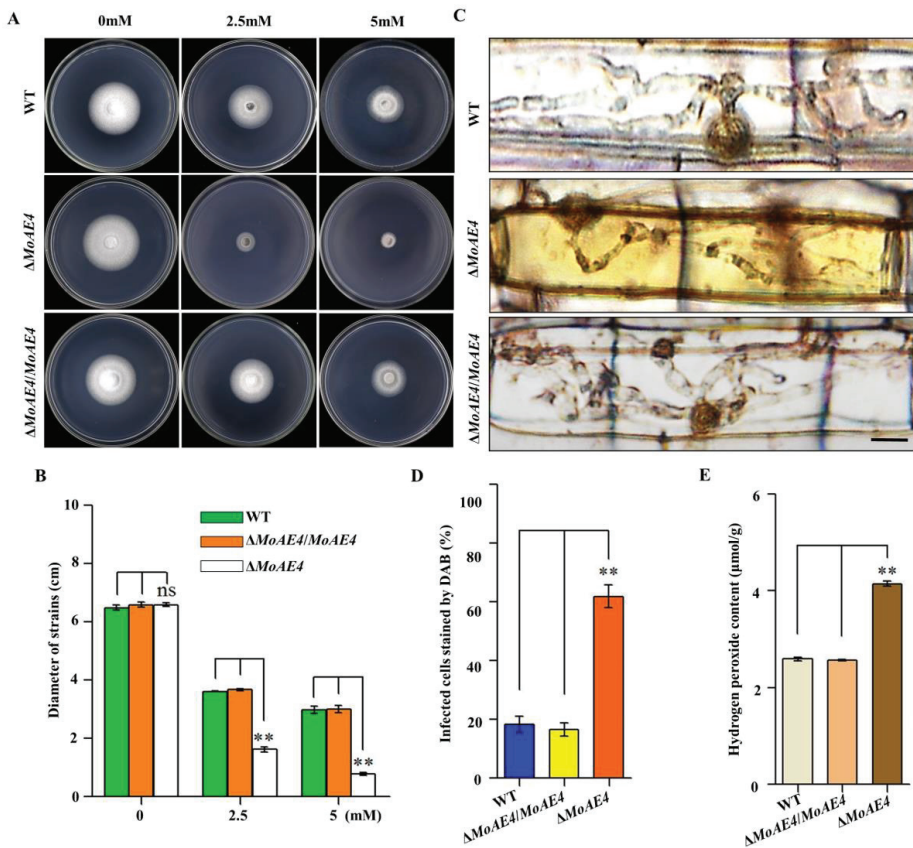 A
0mM 2.5mM 5mM
WT
ΔMoAE4
ΔMoAE4/MoAE4
C
WT
ΔMoAE4
ΔMoAE4/MoAE4
B
Diameter of strains (cm)
10
8
6
4
2
0
WT
ΔMoAE4/MoAE4
ΔMoAE4
ns
**
**
0 2.5 5 (mM)
D
Infected cells stained by DAB (%)
100
80
60
40
20
0
**
WT
ΔMoAE4/MoAE4
ΔMoAE4
E
Hydrogen peroxide content (μmol/g)
6
4
2
0
**
WT
ΔMoAE4/MoAE4
ΔMoAE4